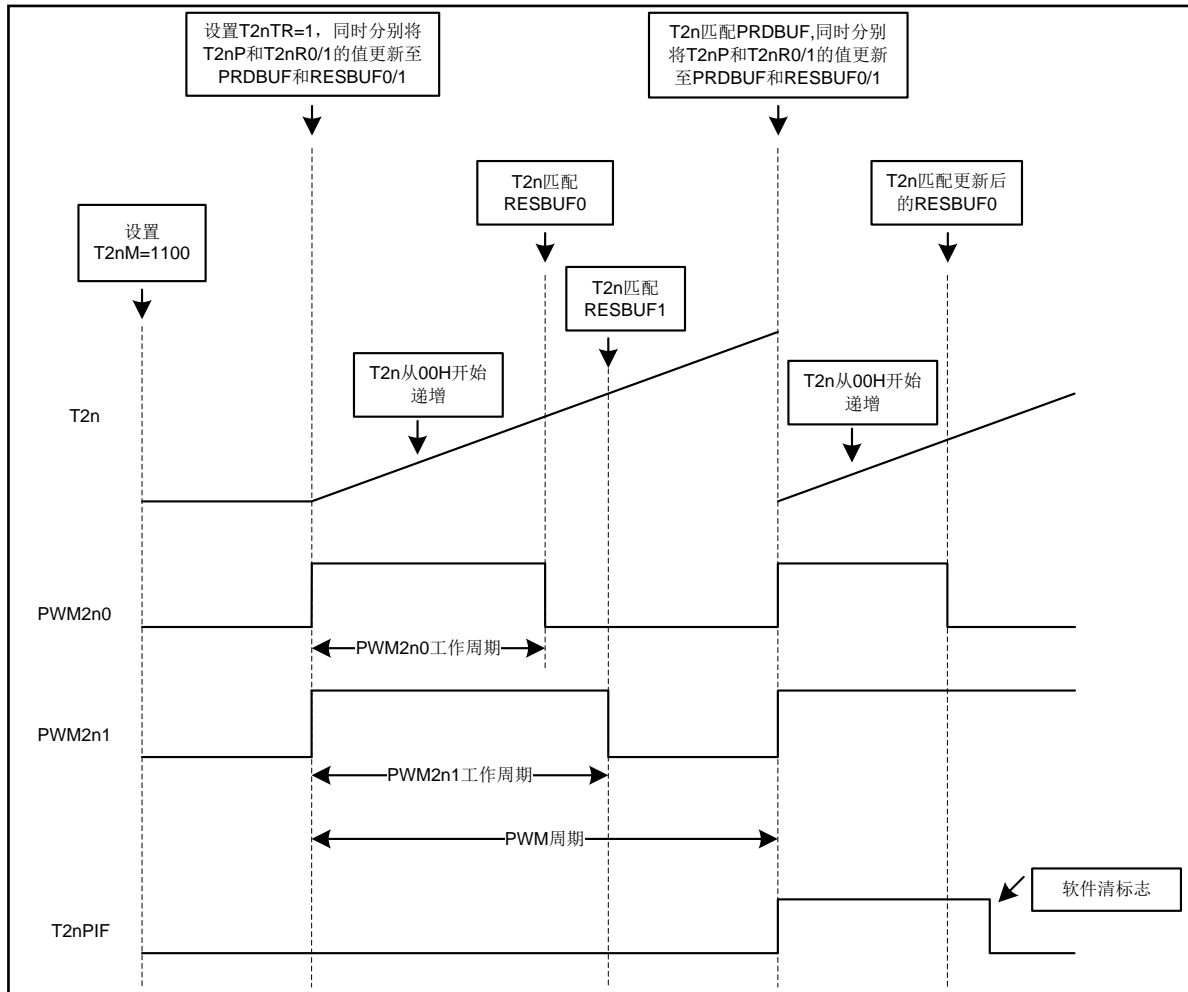 设置T2nTR=1，同时分别将
T2nP和T2nR0/1的值更新至
PRDBUF和RESBUF0/1
T2n匹配PRDBUF,同时分别
将T2nP和T2nR0/1的值更新
至PRDBUF和RESBUF0/1
T2n匹配
RESBUF0
T2n匹配更新后
的RESBUF0
设置
T2nM=1100
T2n匹配
RESBUF1
T2n从00H开始
递增
T2n从00H开始
递增
T2n
PWM2n0
PWM2n0工作周期
PWM2n1
PWM2n1工作周期
PWM周期
软件清标志
T2nPIF